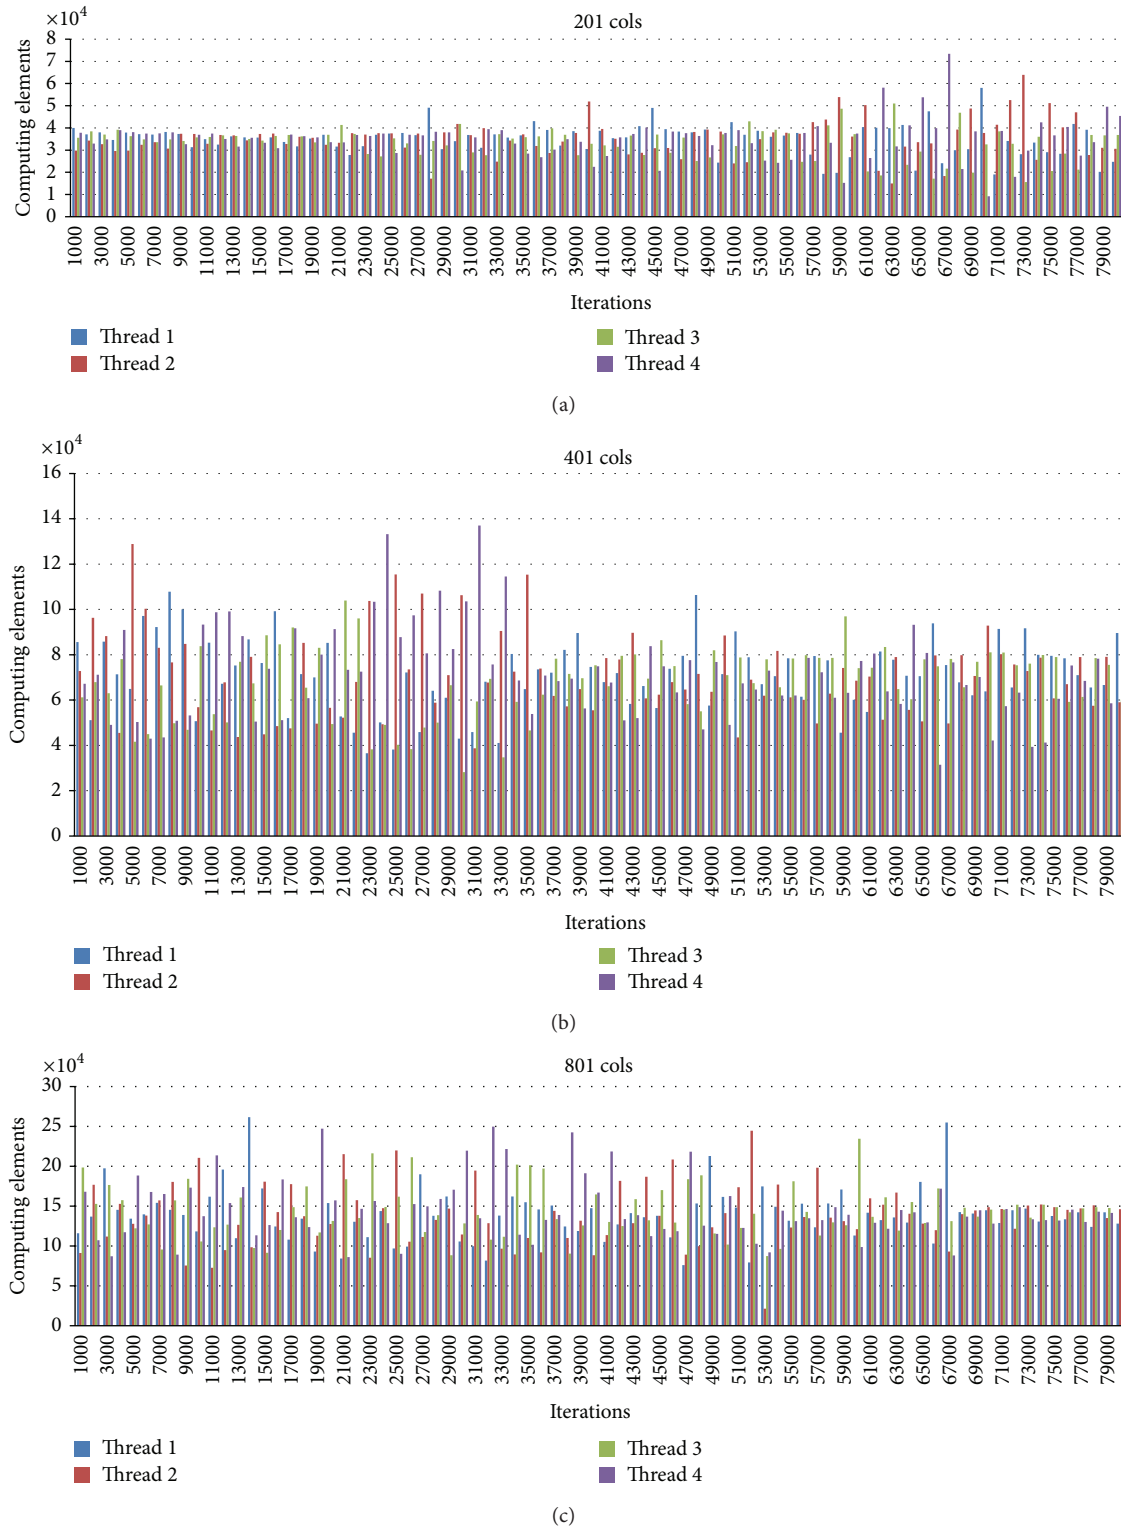 ×10⁴
201 cols
8
7
6
5
4
3
2
1
0
Computing elements
1000 3000 5000 7000 9000 11000 13000 15000 17000 19000 21000 23000 25000 27000 29000 31000 33000 35000 37000 39000 41000 43000 45000 47000 49000 51000 53000 55000 57000 59000 61000 63000 65000 67000 69000 71000 73000 75000 77000 79000
Iterations
Thread 1
Thread 2
Thread 3
Thread 4
(a)
×10⁴
401 cols
16
14
12
10
8
6
4
2
0
Computing elements
1000 3000 5000 7000 9000 11000 13000 15000 17000 19000 21000 23000 25000 27000 29000 31000 33000 35000 37000 39000 41000 43000 45000 47000 49000 51000 53000 55000 57000 59000 61000 63000 65000 67000 69000 71000 73000 75000 77000 79000
Iterations
Thread 1
Thread 2
Thread 3
Thread 4
(b)
×10⁴
801 cols
30
25
20
15
10
5
0
Computing elements
1000 3000 5000 7000 9000 11000 13000 15000 17000 19000 21000 23000 25000 27000 29000 31000 33000 35000 37000 39000 41000 43000 45000 47000 49000 51000 53000 55000 57000 59000 61000 63000 65000 67000 69000 71000 73000 75000 77000 79000
Iterations
Thread 1
Thread 2
Thread 3
Thread 4
(c)